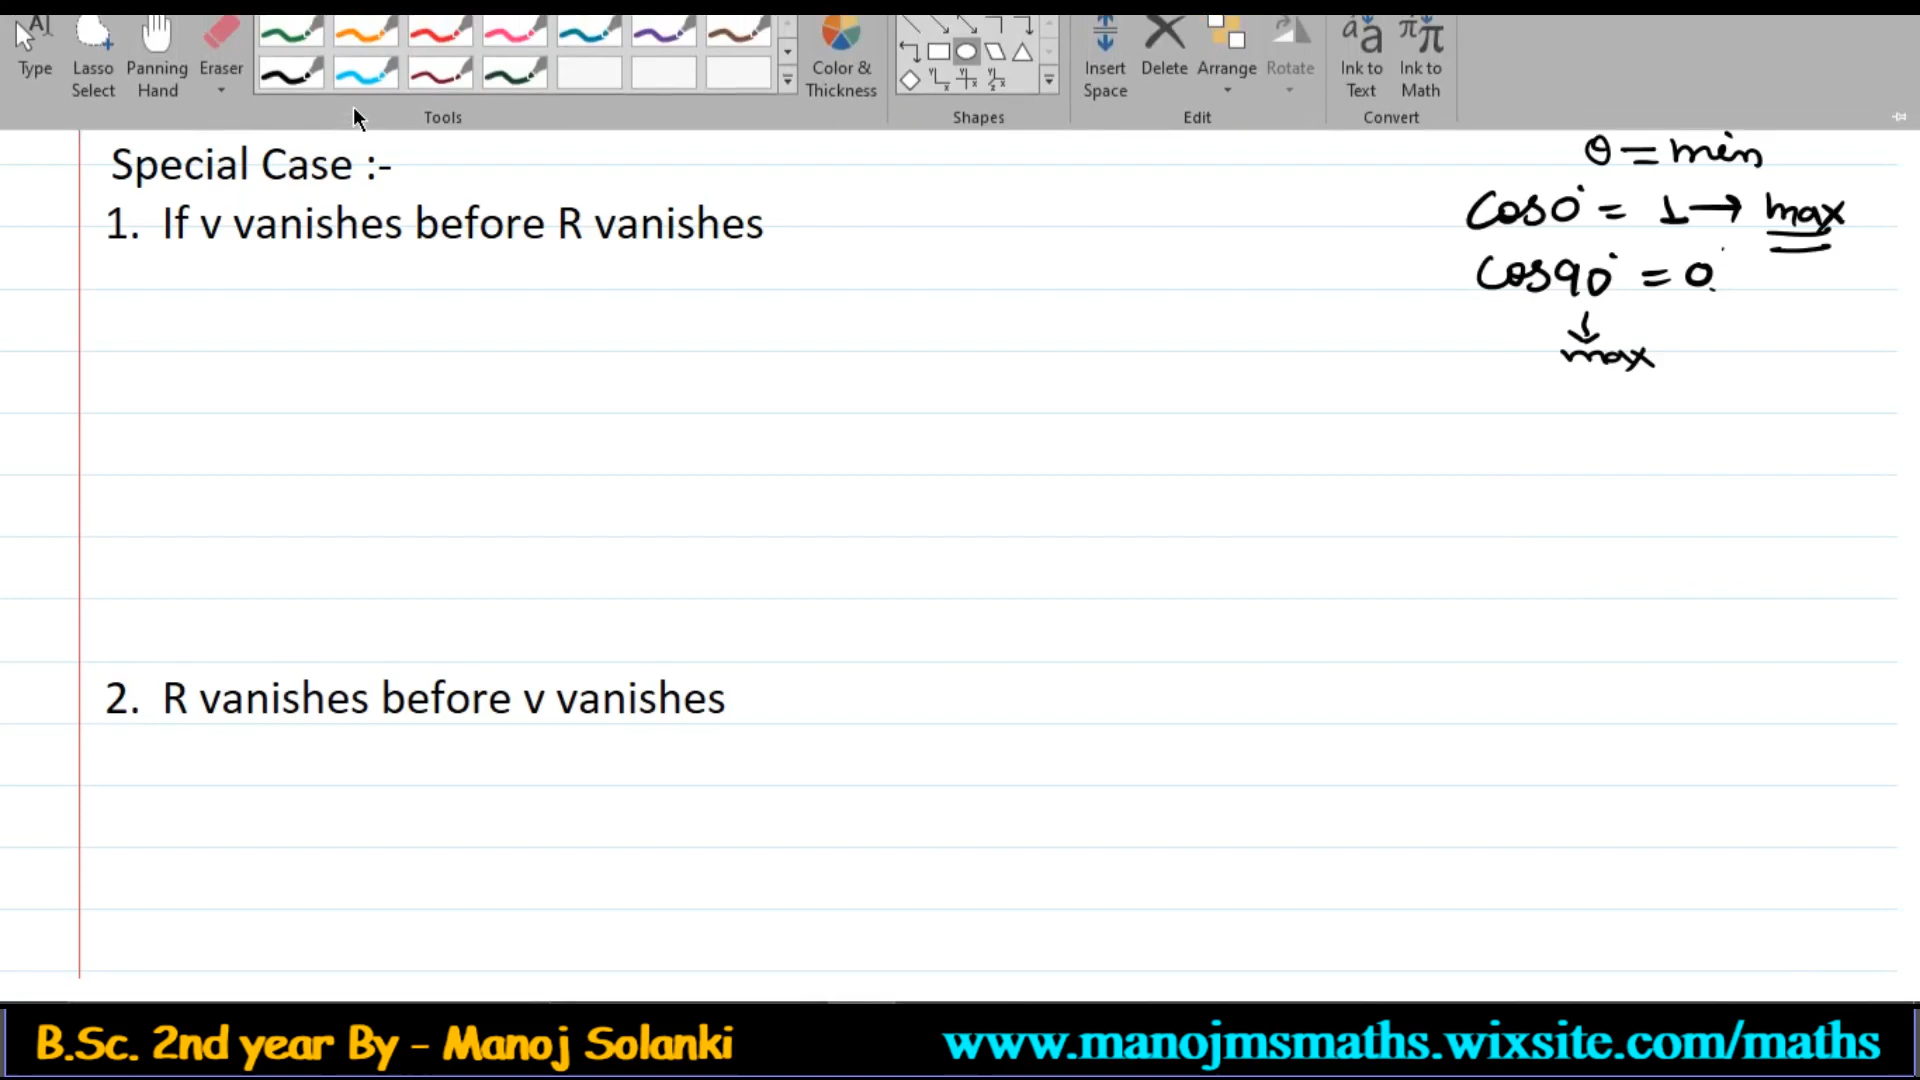 Type
Lasso Select
Panning Hand
Eraser
Color & Thickness
Insert Space
Delete
Arrange
Rotate
Ink to Text
Ink to Math
Tools
Shapes
Edit
Convert
θ = min
Special Case :-
Cos0° = 1 → max
1. If v vanishes before R vanishes
Cos90° = 0
↓
max
2. R vanishes before v vanishes
B.Sc. 2nd year By - Manoj Solanki
www.manojmsmaths.wixsite.com/maths